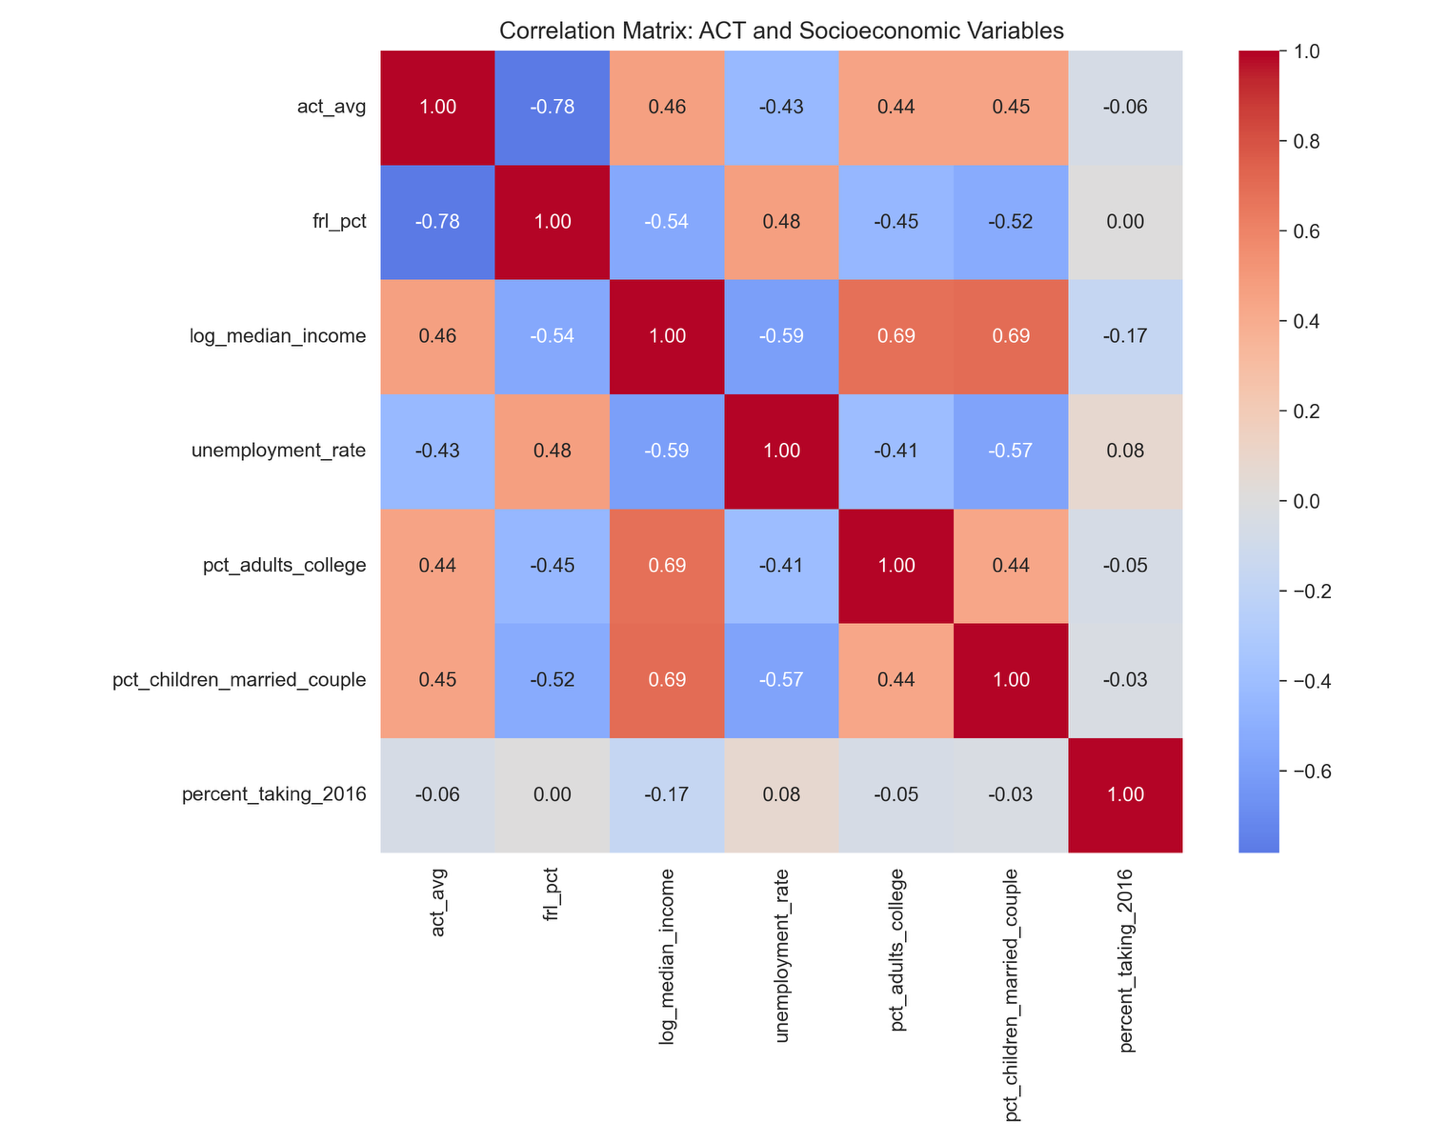 Correlation Matrix: ACT and Socioeconomic Variables
act_avg 1.00 -0.78 0.46 -0.43 0.44 0.45 -0.06
frl_pct -0.78 1.00 -0.54 0.48 -0.45 -0.52 0.00
log_median_income 0.46 -0.54 1.00 -0.59 0.69 0.69 -0.17
unemployment_rate -0.43 0.48 -0.59 1.00 -0.41 -0.57 0.08
pct_adults_college 0.44 -0.45 0.69 -0.41 1.00 0.44 -0.05
pct_children_married_couple 0.45 -0.52 0.69 -0.57 0.44 1.00 -0.03
percent_taking_2016 -0.06 0.00 -0.17 0.08 -0.05 -0.03 1.00
act_avg
frl_pct
log_median_income
unemployment_rate
pct_adults_college
pct_children_married_couple
percent_taking_2016
1.0
0.8
0.6
0.4
0.2
0.0
−0.2
−0.4
−0.6